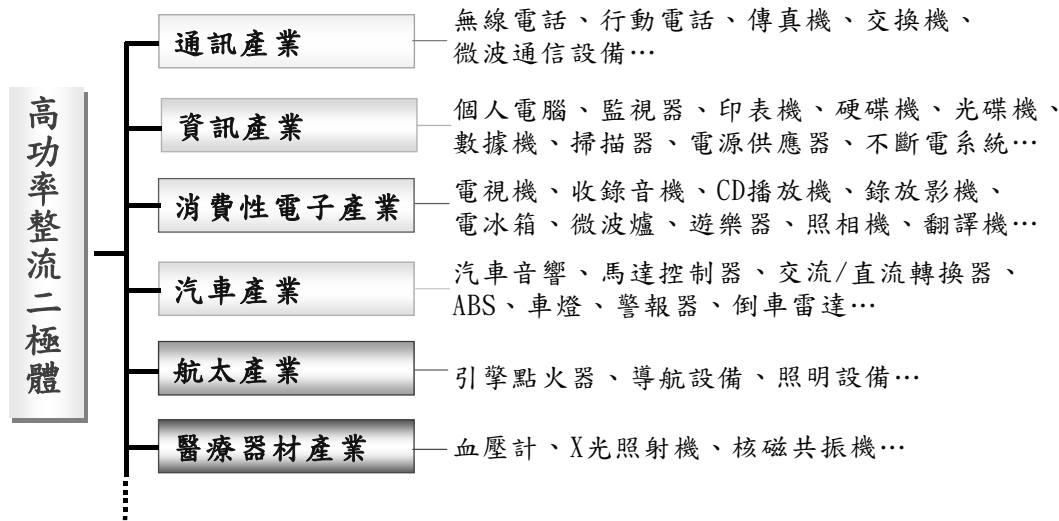 高功率整流二極體
通訊產業
無線電話、行動電話、傳真機、交換機、
微波通信設備…
資訊產業
個人電腦、監視器、印表機、硬碟機、光碟機、
數據機、掃描器、電源供應器、不斷電系統…
消費性電子產業
電視機、收錄音機、CD播放機、錄放影機、
電冰箱、微波爐、遊樂器、照相機、翻譯機…
汽車產業
汽車音響、馬達控制器、交流/直流轉換器、
ABS、車燈、警報器、倒車雷達…
航太產業
引擎點火器、導航設備、照明設備…
醫療器材產業
血壓計、X光照射機、核磁共振機…